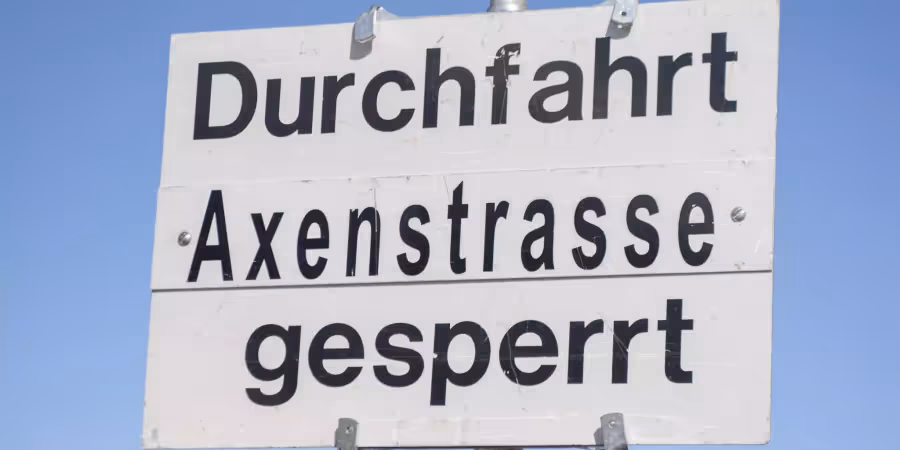 Durchfahrt
Axenstrasse
gesperrt